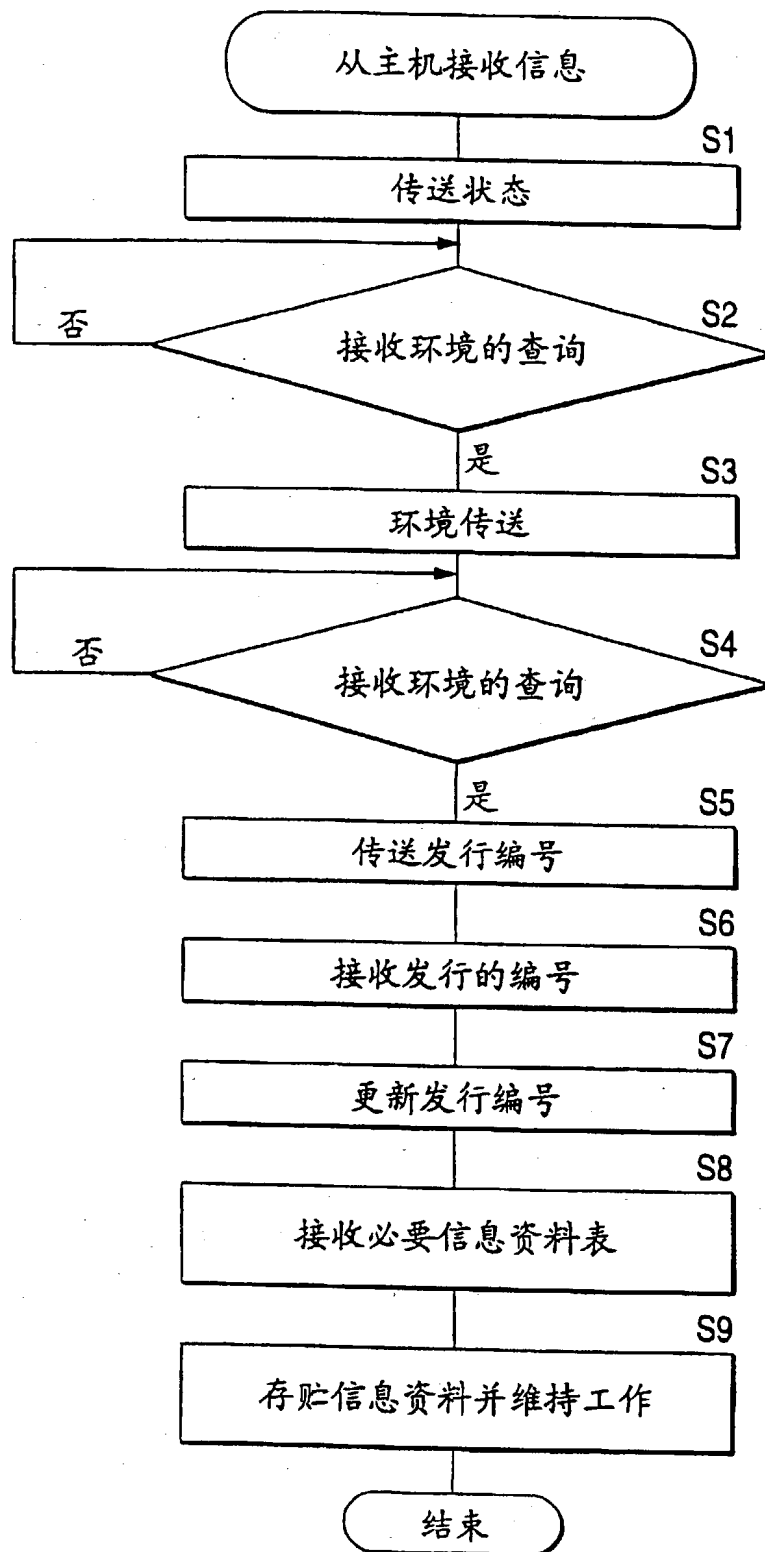 从主机接收信息
S1
传送状态
S2
接收环境的查询
否
是
S3
环境传送
S4
接收环境的查询
否
是
S5
传送发行编号
S6
接收发行的编号
S7
更新发行编号
S8
接收必要信息资料表
S9
存贮信息资料并维持工作
结束